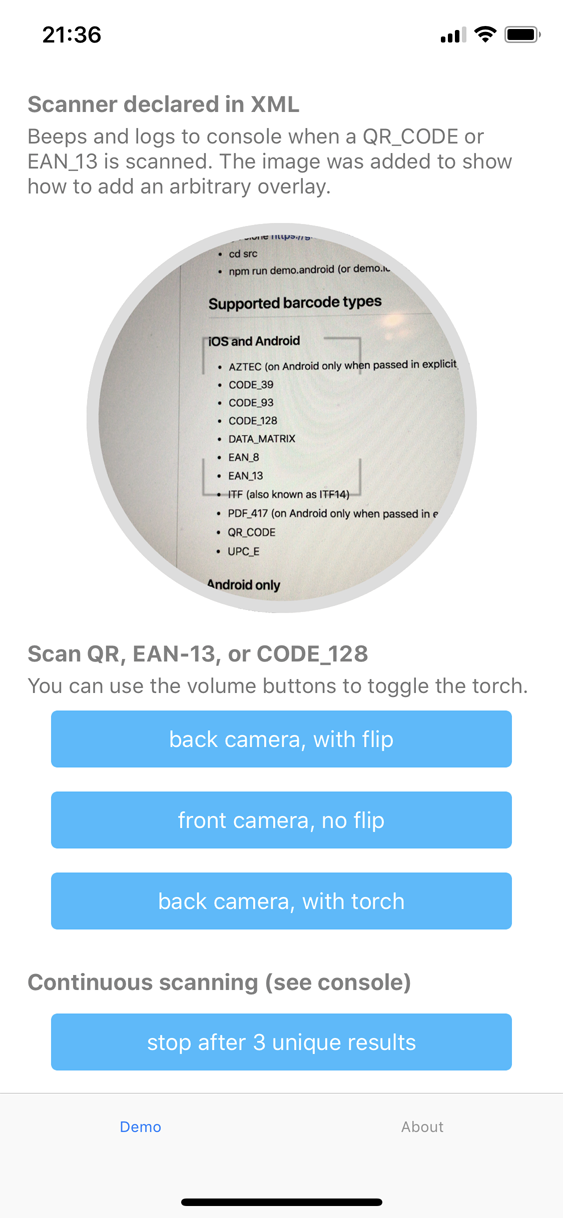 21:36
Scanner declared in XML
Beeps and logs to console when a QR_CODE or
EAN_13 is scanned. The image was added to show
how to add an arbitrary overlay.
https://g
• cd src
• npm run demo.android (or
Supported barcode types
iOS and Android
• AZTEC (on Android only when passed in explicit
• CODE_39
• CODE_93
• CODE_128
• DATA_MATRIX
• EAN_8
• EAN_13
• ITF (also known as ITF14)
• PDF_417 (on Android only when passed in e
• QR_CODE
• UPC_E
Android only
Scan QR, EAN-13, or CODE_128
You can use the volume buttons to toggle the torch.
back camera, with flip
front camera, no flip
back camera, with torch
Continuous scanning (see console)
stop after 3 unique results
Demo
About